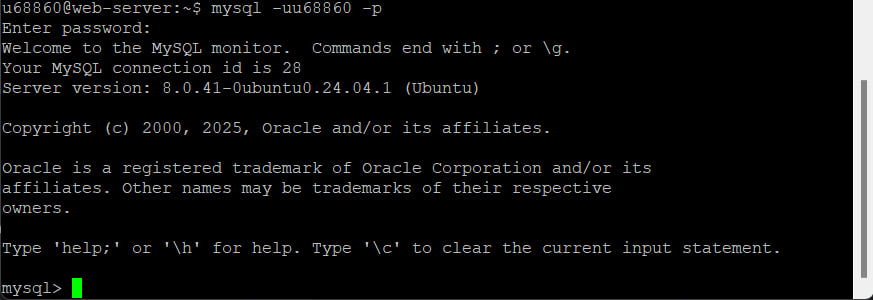 u68860@web-server:~$ mysql -uu68860 -p
Enter password:
Welcome to the MySQL monitor.  Commands end with ; or \g.
Your MySQL connection id is 28
Server version: 8.0.41-0ubuntu0.24.04.1 (Ubuntu)
Copyright (c) 2000, 2025, Oracle and/or its affiliates.
Oracle is a registered trademark of Oracle Corporation and/or its
affiliates. Other names may be trademarks of their respective
owners.
Type 'help;' or '\h' for help. Type '\c' to clear the current input statement.
mysql>